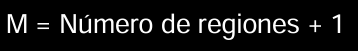 M = Número de regiones + 1